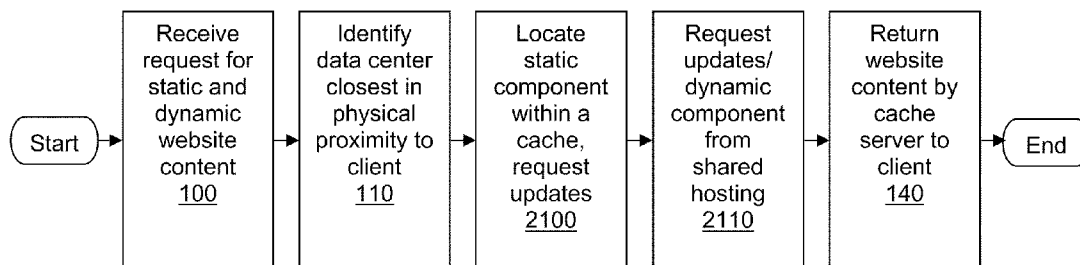 Start
Receive
request for
static and
dynamic
website
content
100
Identify
data center
closest in
physical
proximity to
client
110
Locate
static
component
within a
cache,
request
updates
2100
Request
updates/
dynamic
component
from
shared
hosting
2110
Return
website
content by
cache
server to
client
140
End